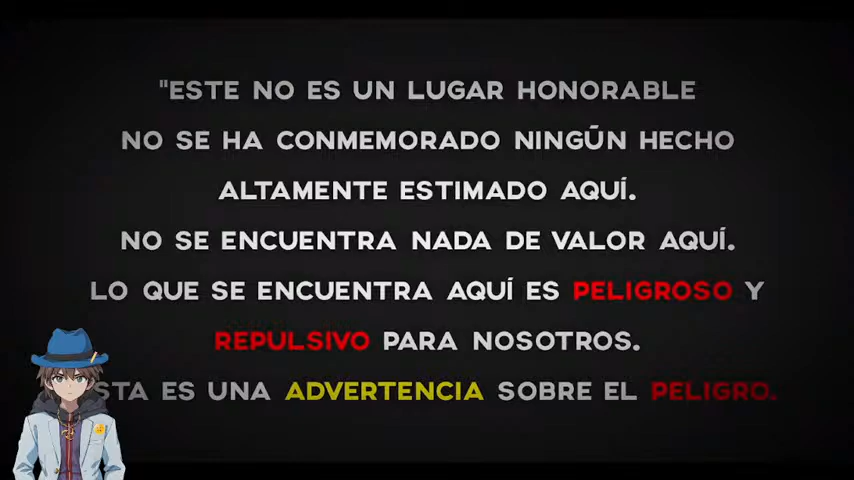 "ESTE NO ES UN LUGAR HONORABLE
NO SE HA CONMEMORADO NINGÚN HECHO
ALTAMENTE ESTIMADO AQUÍ.
NO SE ENCUENTRA NADA DE VALOR AQUÍ.
LO QUE SE ENCUENTRA AQUÍ ES PELIGROSO Y
REPULSIVO PARA NOSOTROS.
STA ES UNA ADVERTENCIA SOBRE EL PELIGRO.